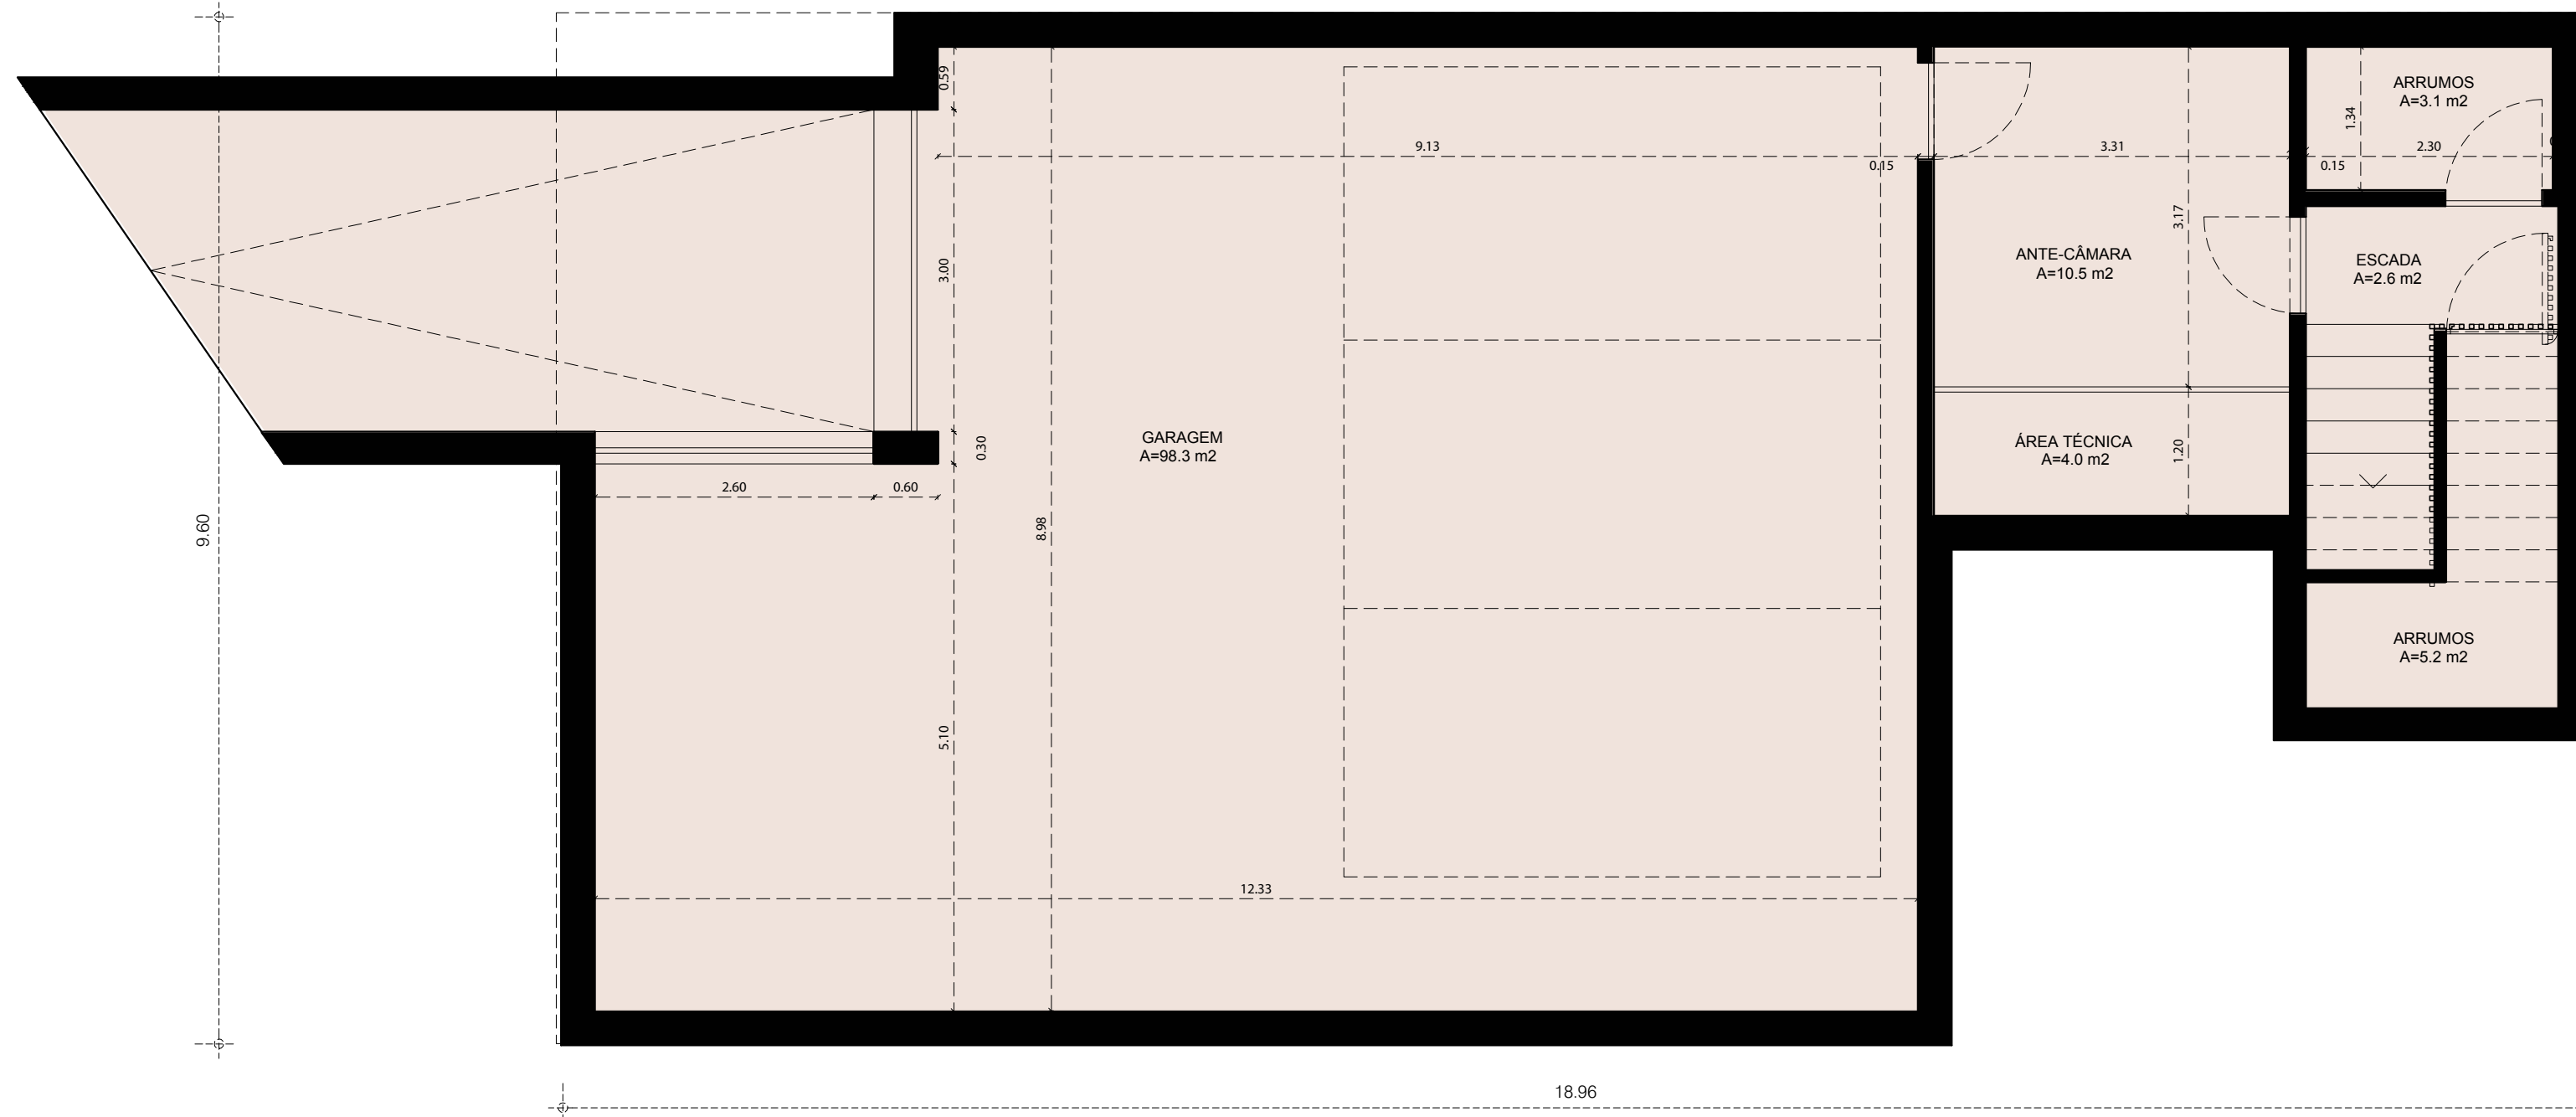 0.59
ARRUMOS
A=3.1 m2
1.34
9.13
0.15
3.31
0.15
2.30
3.17
ANTE-CÂMARA
A=10.5 m2
ESCADA
A=2.6 m2
3.00
GARAGEM
A=98.3 m2
0.30
ÁREA TÉCNICA
A=4.0 m2
1.20
2.60
0.60
9.60
8.98
ARRUMOS
A=5.2 m2
5.10
12.33
18.96